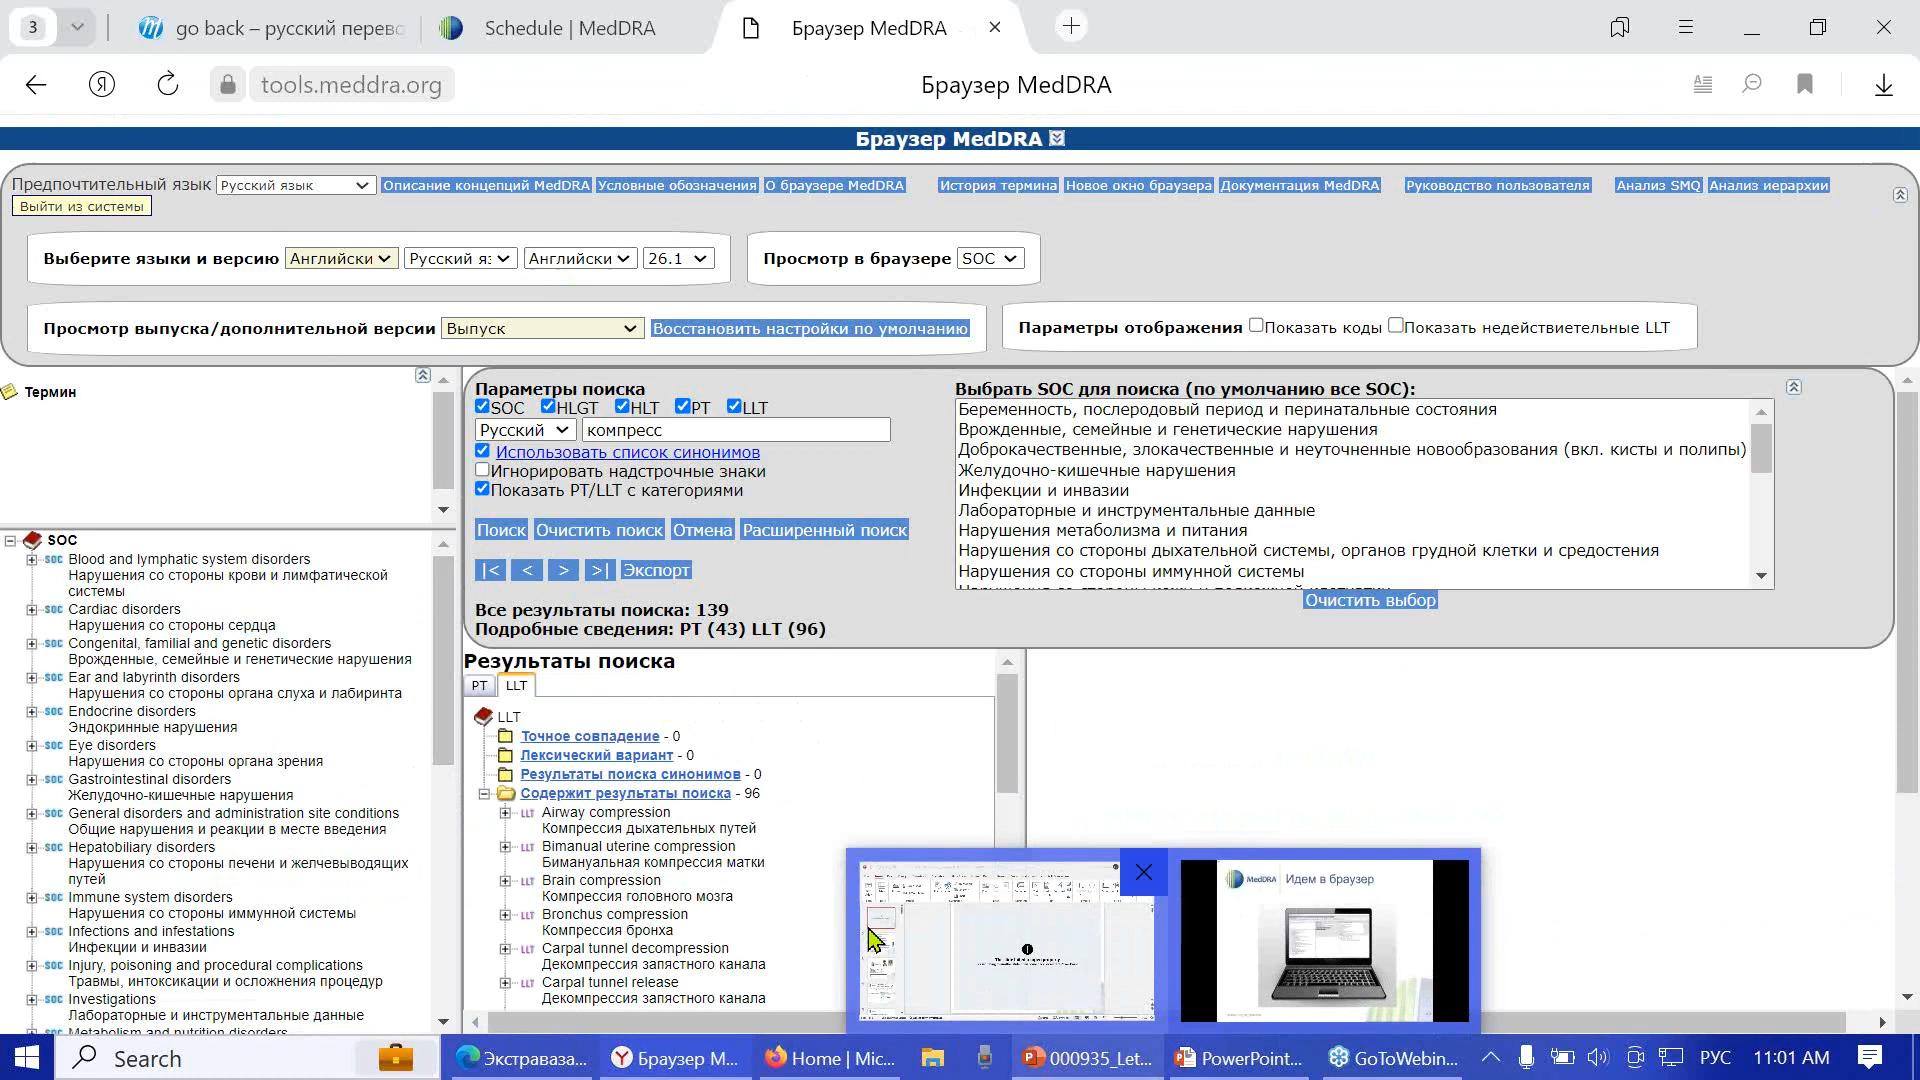 3
go back – русский перево
Schedule | MedDRA
Браузер MedDRA
tools.meddra.org
Браузер MedDRA
Браузер MedDRA
Предпочтительный язык Русский язык Описание концепций MedDRA Условные обозначения О браузере MedDRA История термина Новое окно браузера Документация MedDRA Руководство пользователя Анализ SMQ Анализ иерархии
Выйти из системы
Выберите языки и версию Английски Русский яз Английски 26.1
Просмотр в браузере SOC
Просмотр выпуска/дополнительной версии Выпуск Восстановить настройки по умолчанию
Параметры отображения Показать коды Показать недействиетельные LLT
Термин
SOC
Blood and lymphatic system disorders
Нарушения со стороны крови и лимфатической
системы
Cardiac disorders
Нарушения со стороны сердца
Congenital, familial and genetic disorders
Врожденные, семейные и генетические нарушения
Ear and labyrinth disorders
Нарушения со стороны органа слуха и лабиринта
Endocrine disorders
Эндокринные нарушения
Eye disorders
Нарушения со стороны органа зрения
Gastrointestinal disorders
Желудочно-кишечные нарушения
General disorders and administration site conditions
Общие нарушения и реакции в месте введения
Hepatobiliary disorders
Нарушения со стороны печени и желчевыводящих
путей
Immune system disorders
Нарушения со стороны иммунной системы
Infections and infestations
Инфекции и инвазии
Injury, poisoning and procedural complications
Травмы, интоксикации и осложнения процедур
Investigations
Лабораторные и инструментальные данные
Metabolism and nutrition disorders
Параметры поиска
SOC HLGT HLT PT LLT
Русский компресс
Использовать список синонимов
Игнорировать надстрочные знаки
Показать PT/LLT с категориями
Поиск Очистить поиск Отмена Расширенный поиск
|< < > >| Экспорт
Все результаты поиска: 139
Подробные сведения: PT (43) LLT (96)
Выбрать SOC для поиска (по умолчанию все SOC):
Беременность, послеродовый период и перинатальные состояния
Врожденные, семейные и генетические нарушения
Доброкачественные, злокачественные и неуточненные новообразования (вкл. кисты и полипы)
Желудочно-кишечные нарушения
Инфекции и инвазии
Лабораторные и инструментальные данные
Нарушения метаболизма и питания
Нарушения со стороны дыхательной системы, органов грудной клетки и средостения
Нарушения со стороны иммунной системы
Очистить выбор
Результаты поиска
PT LLT
LLT
Точное совпадение - 0
Лексический вариант - 0
Результаты поиска синонимов - 0
Содержит результаты поиска - 96
LLT Airway compression
Компрессия дыхательных путей
LLT Bimanual uterine compression
Бимануальная компрессия матки
LLT Brain compression
Компрессия головного мозга
LLT Bronchus compression
Компрессия бронха
LLT Carpal tunnel decompression
Декомпрессия запястного канала
LLT Carpal tunnel release
Декомпрессия запястного канала
MedDRA Идем в браузер
Search
Экстраваза...
Браузер М...
Home | Mic...
000935_Let...
PowerPoint...
GoToWebin...
РУС
11:01 AM